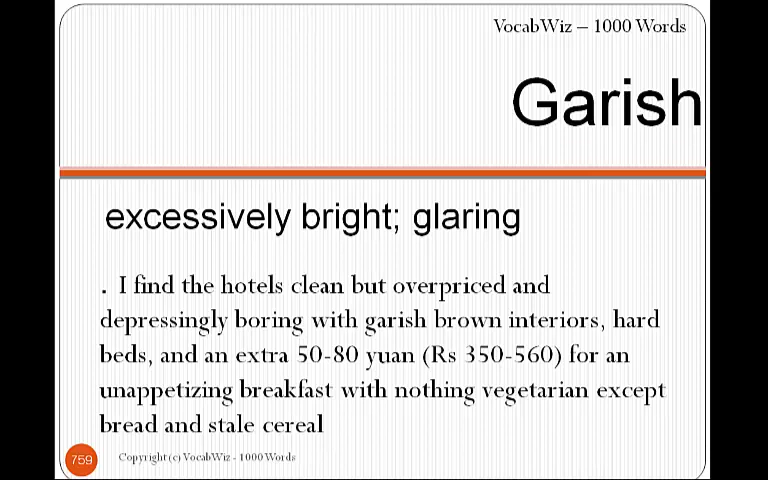 VocabWiz – 1000 Words
Garish
excessively bright; glaring
. I find the hotels clean but overpriced and
depressingly boring with garish brown interiors, hard
beds, and an extra 50-80 yuan (Rs 350-560) for an
unappetizing breakfast with nothing vegetarian except
bread and stale cereal
759
Copyright (c) VocabWiz - 1000 Words